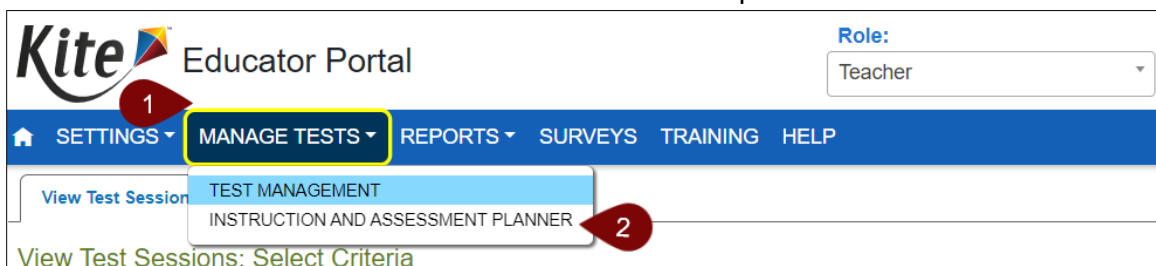 Kite Educator Portal
Role:
Teacher
1
SETTINGS MANAGE TESTS REPORTS SURVEYS TRAINING HELP
View Test Session
TEST MANAGEMENT
INSTRUCTION AND ASSESSMENT PLANNER
2
View Test Sessions: Select Criteria